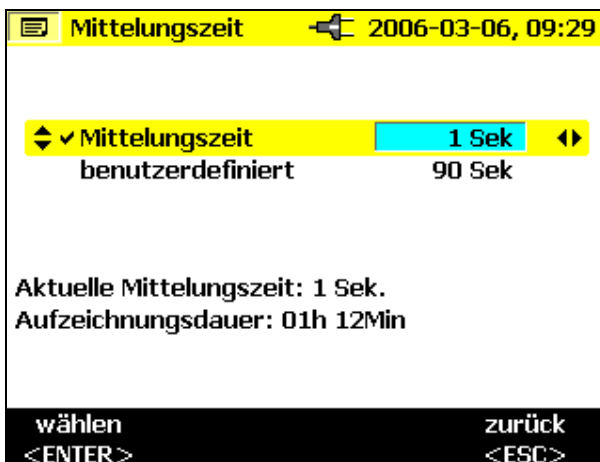 Mittelungszeit 2006-03-06, 09:29
Mittelungszeit 1 Sek
benutzerdefiniert 90 Sek
Aktuelle Mittelungszeit: 1 Sek.
Aufzeichnungsdauer: 01h 12Min
wählen zurück
<ENTER> <ESC>